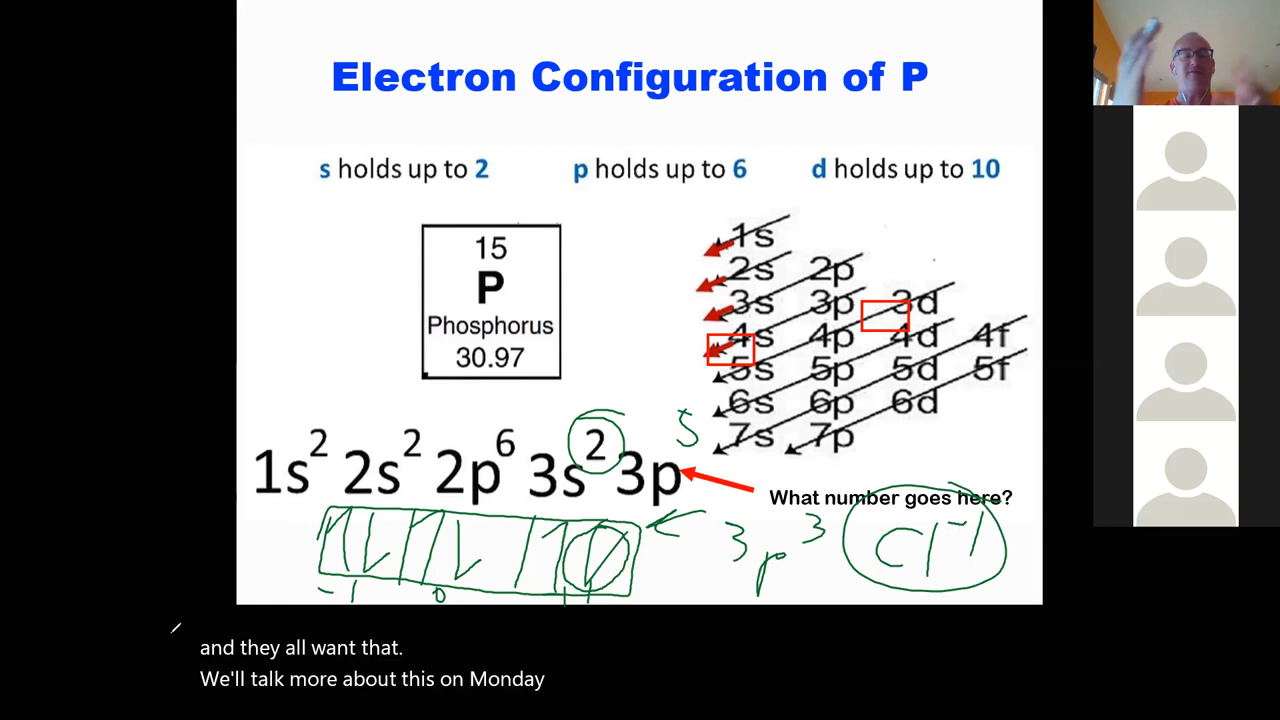 Electron Configuration of P
s holds up to 2 p holds up to 6 d holds up to 10
15
P
Phosphorus
30.97
1s
2s 2p
3s 3p 3d
4s 4p 4d 4f
5s 5p 5d 5f
6s 6p 6d
7s 7p
5
1s² 2s² 2p⁶ 3s² 3p
What number goes here?
3p³ Cl⁻¹
-1 0 +1
and they all want that.
We'll talk more about this on Monday